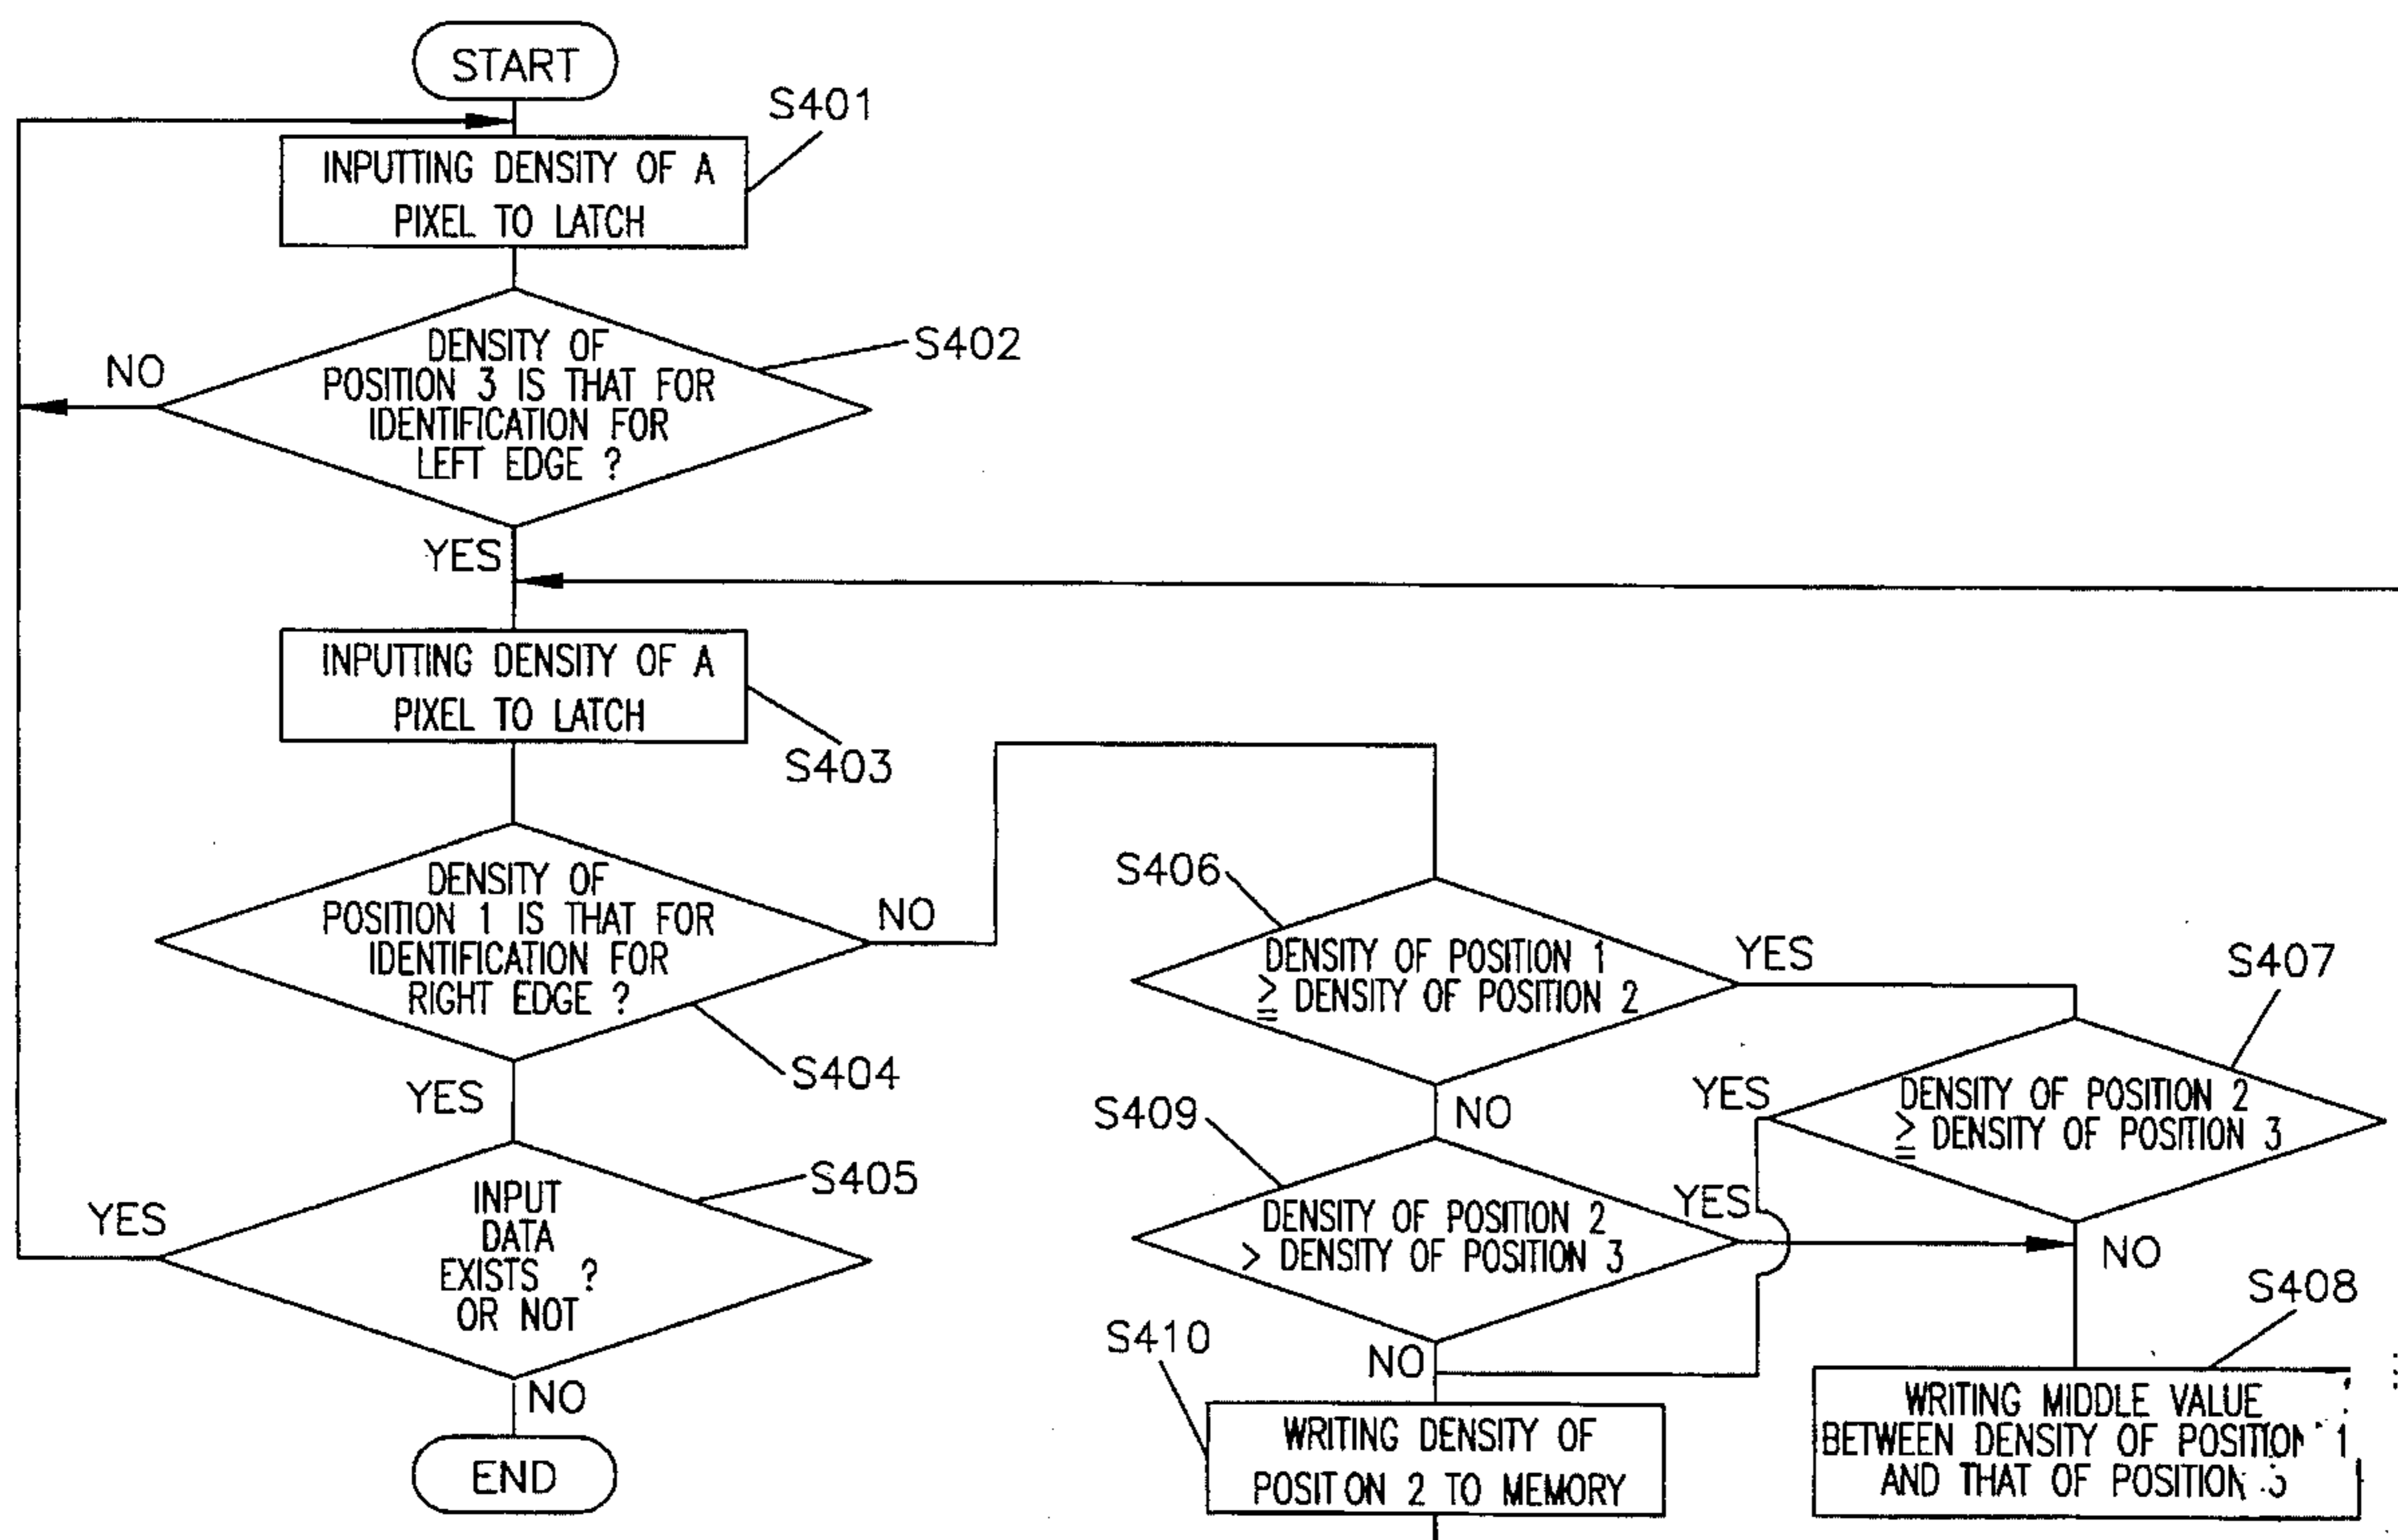 START
S401
INPUTTING DENSITY OF A
PIXEL TO LATCH
S402
DENSITY OF
POSITION 3 IS THAT FOR
IDENTIFICATION FOR
LEFT EDGE ?
NO
YES
INPUTTING DENSITY OF A
PIXEL TO LATCH
S403
DENSITY OF
POSITION 1 IS THAT FOR
IDENTIFICATION FOR
RIGHT EDGE ?
NO
S404
YES
S405
INPUT
DATA
EXISTS ?
OR NOT
YES
NO
END
S406
DENSITY OF POSITION 1
≧ DENSITY OF POSITION 2
YES
NO
S407
DENSITY OF POSITION 2
≧ DENSITY OF POSITION 3
YES
NO
S409
DENSITY OF POSITION 2
> DENSITY OF POSITION 3
YES
NO
S410
WRITING DENSITY OF
POSIT ON 2 TO MEMORY
S408
WRITING MIDDLE VALUE
BETWEEN DENSITY OF POSITION 1
AND THAT OF POSITION 3